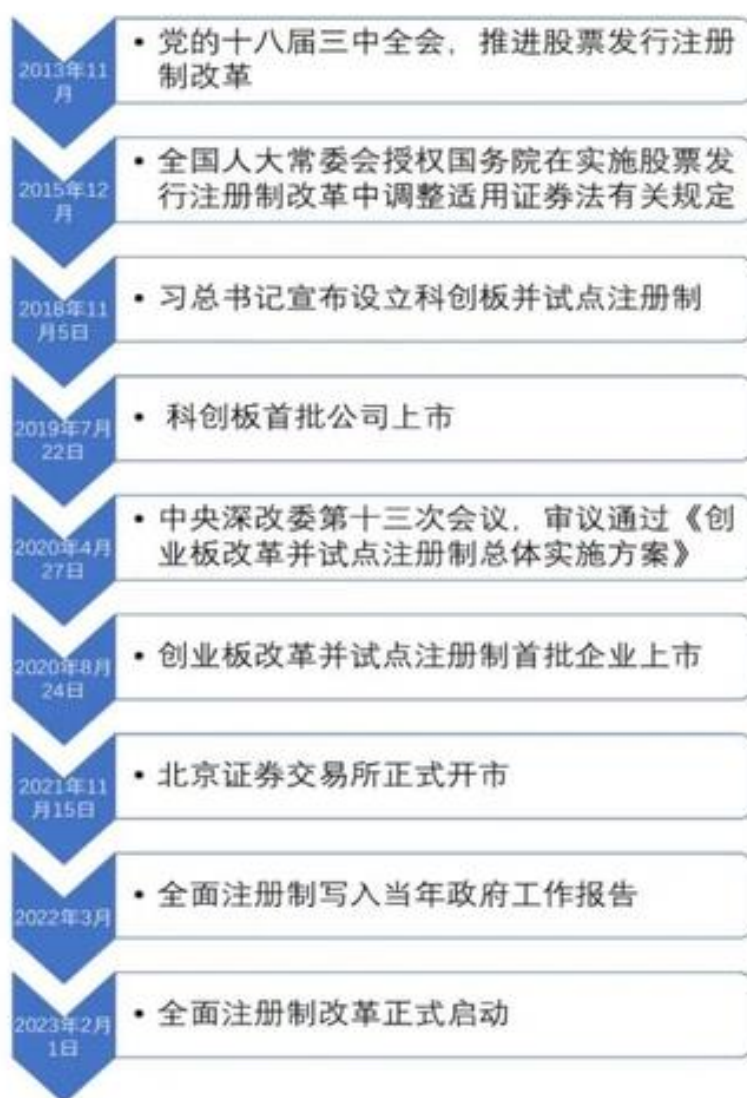 2013年11
月
• 党的十八届三中全会，推进股票发行注册
制改革
2015年12
月
• 全国人大常委会授权国务院在实施股票发
行注册制改革中调整适用证券法有关规定
2018年11
月5日
• 习总书记宣布设立科创板并试点注册制
2019年7月
22日
• 科创板首批公司上市
2020年4月
27日
• 中央深改委第十三次会议，审议通过《创
业板改革并试点注册制总体实施方案》
2020年8月
24日
• 创业板改革并试点注册制首批企业上市
2021年11
月15日
• 北京证券交易所正式开市
2022年3月
• 全面注册制写入当年政府工作报告
2023年2月
1日
• 全面注册制改革正式启动